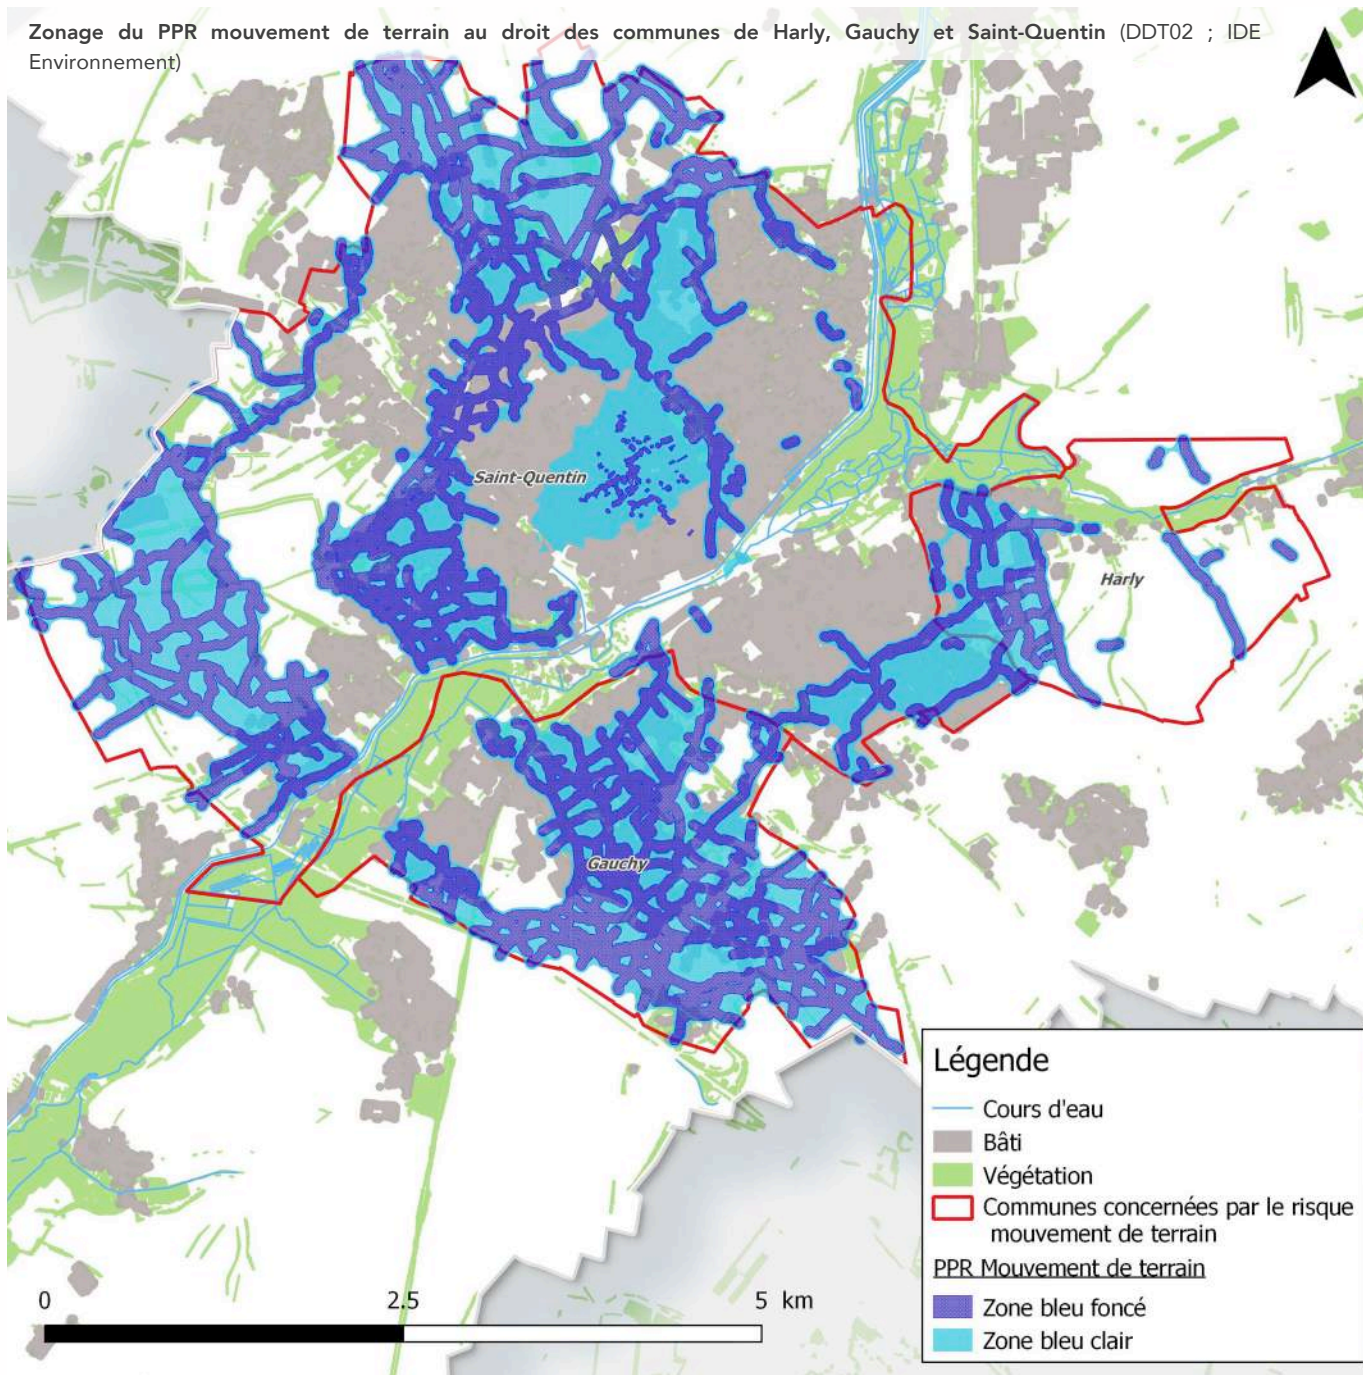 Zonage du PPR mouvement de terrain au droit des communes de Harly, Gauchy et Saint-Quentin (DDT02 ; IDE
Environnement)
Saint-Quentin
Harly
Gauchy
Légende
Cours d'eau
Bâti
Végétation
Communes concernées par le risque
mouvement de terrain
PPR Mouvement de terrain
Zone bleu foncé
Zone bleu clair
0 2.5 5 km